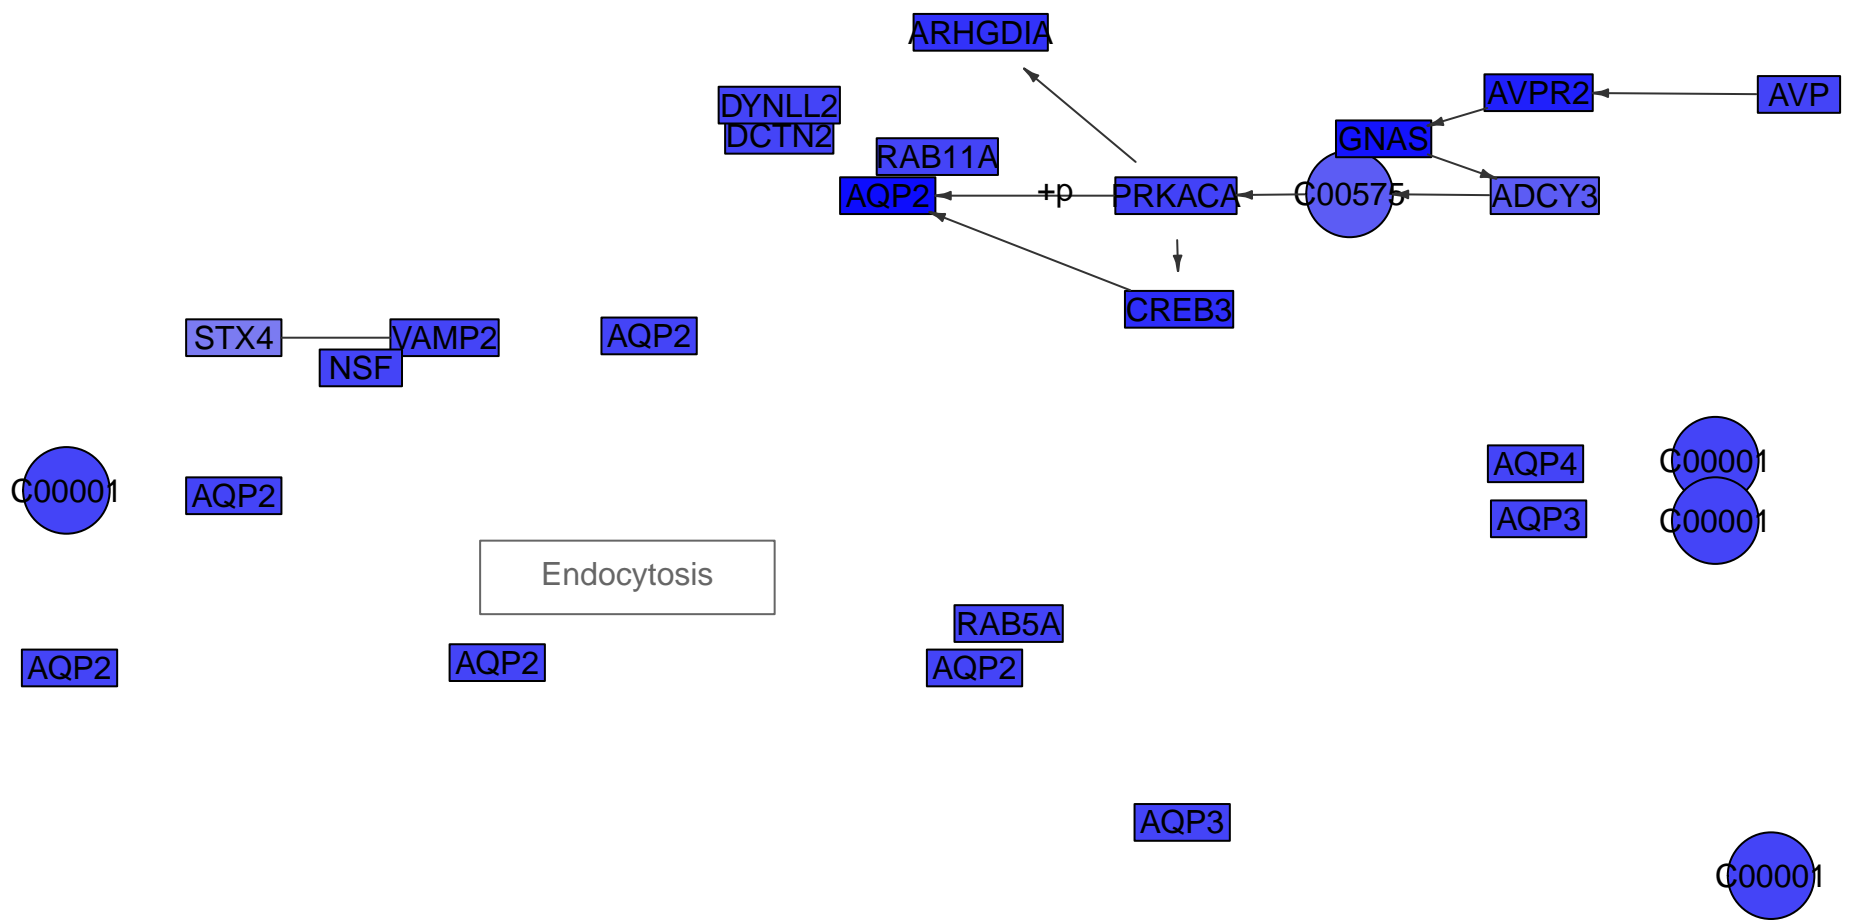 ARHGDIA
DYNLL2
AVPR2
AVP
DCTN2
GNAS
RAB11A
AQP2
+p
PRKACA
C00575
ADCY3
CREB3
STX4
VAMP2
AQP2
NSF
C00001
AQP2
AQP4
C00001
AQP3
C00001
Endocytosis
RAB5A
AQP2
AQP2
AQP2
AQP3
C00001